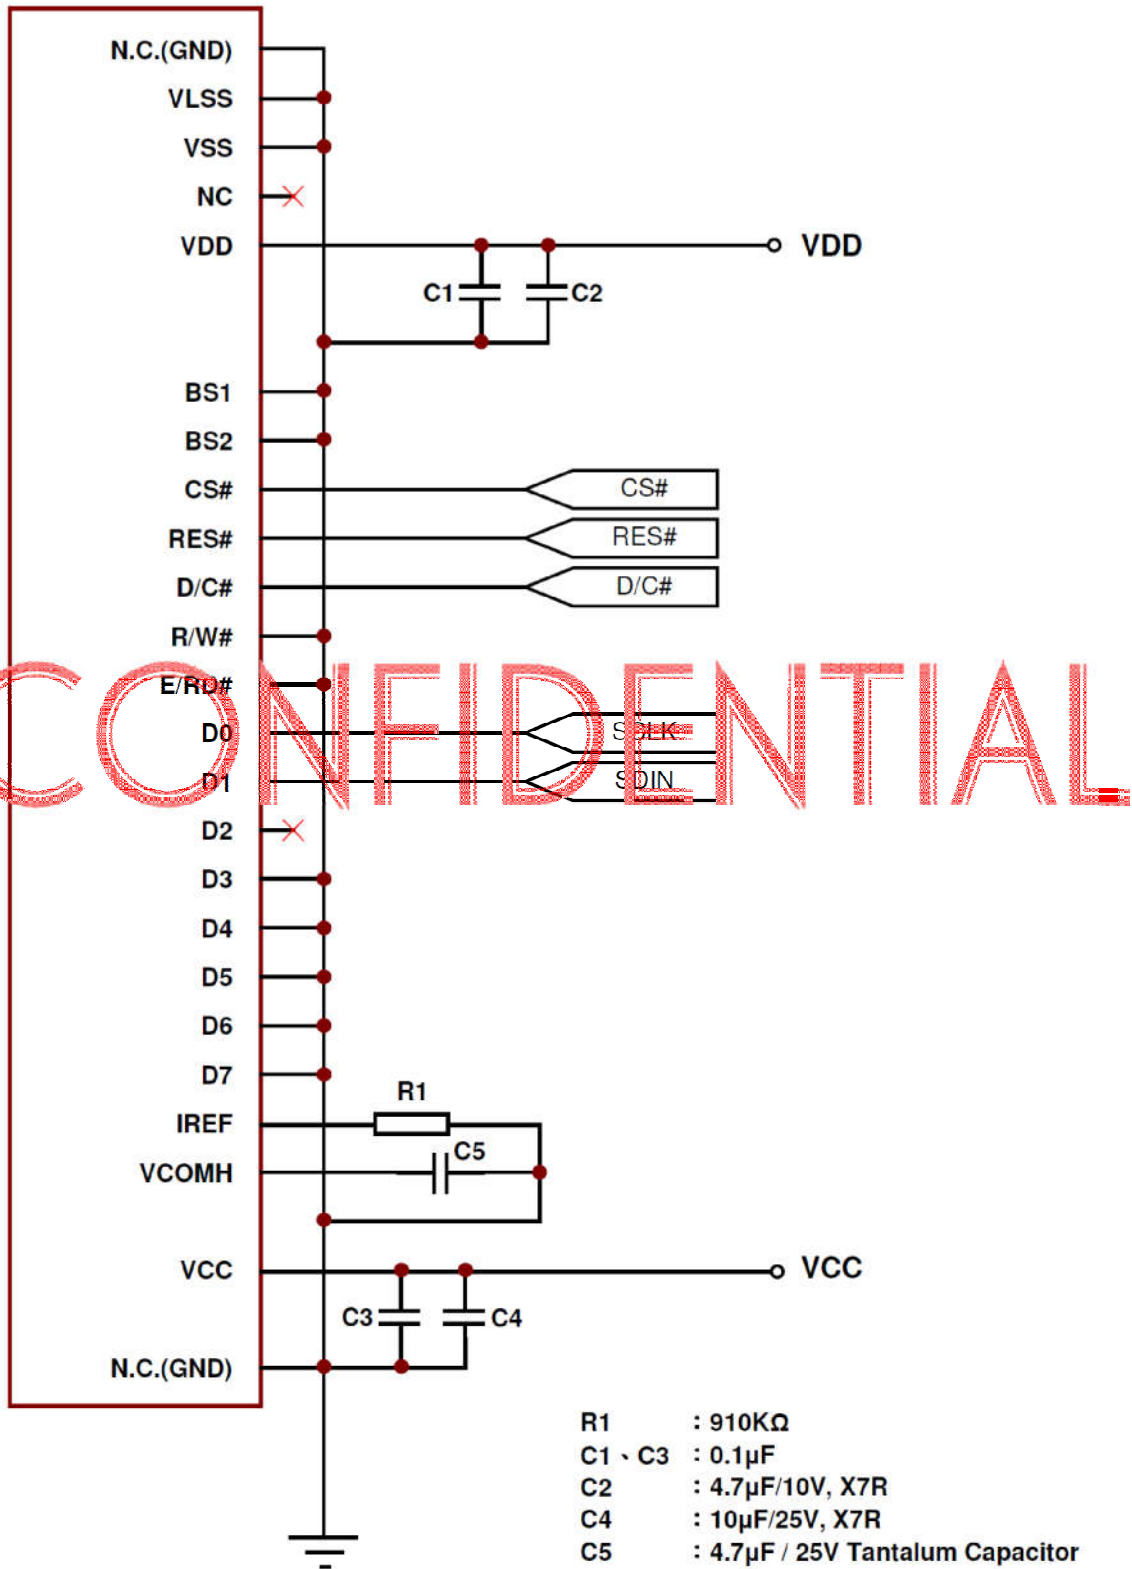 N.C.(GND)
VLSS
VSS
NC
VDD VDD
C1 C2
BS1
BS2
CS# CS#
RES# RES#
D/C# D/C#
R/W#
E/RD#
D0 SCLK
CONFIDENTIAL
D1 SDIN
D2
D3
D4
D5
D6
D7
R1
IREF
C5
VCOMH
VCC VCC
C3 C4
N.C.(GND)
R1 : 910KΩ
C1、C3 : 0.1µF
C2 : 4.7µF/10V, X7R
C4 : 10µF/25V, X7R
C5 : 4.7µF / 25V Tantalum Capacitor